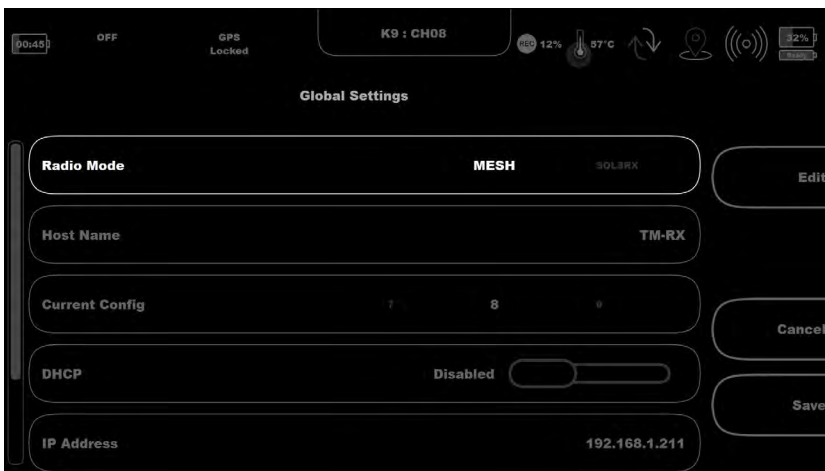 00:45
OFF
GPS
Locked
K9 : CH08
REC 12%
57°C
32%
Ready
Global Settings
Radio Mode MESH SOL8RX
Edit
Host Name TM-RX
Current Config 7 8 9
Cancel
DHCP Disabled
Save
IP Address 192.168.1.211